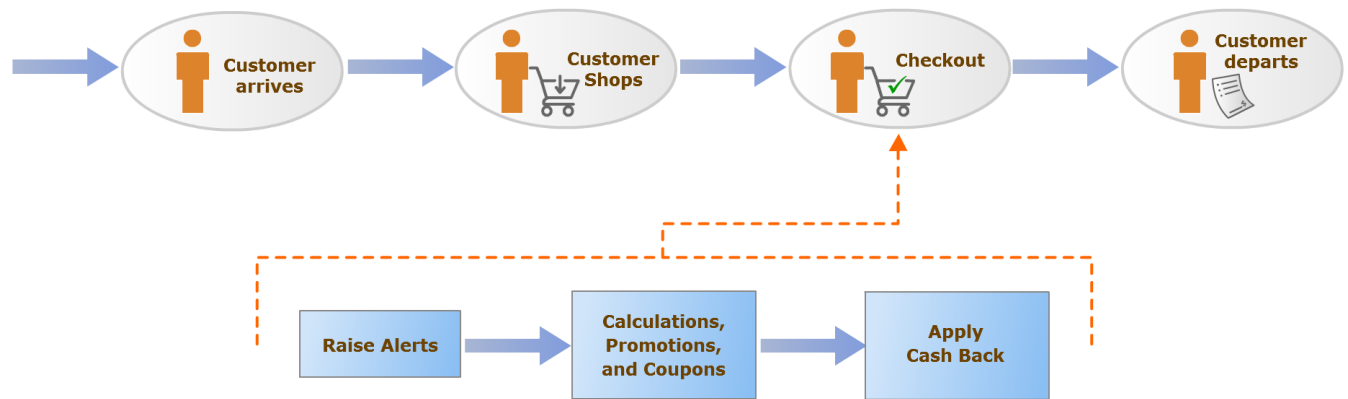 Customer
arrives
Customer
Shops
Checkout
Customer
departs
Raise Alerts
Calculations,
Promotions,
and Coupons
Apply
Cash Back